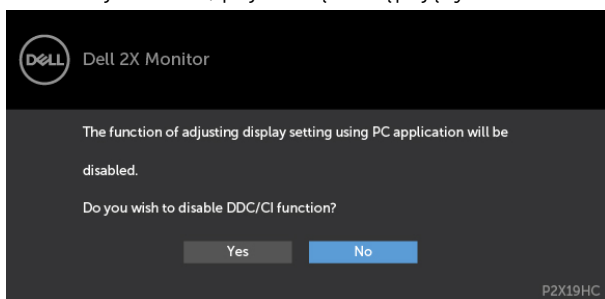 DELL
Dell 2X Monitor
The function of adjusting display setting using PC application will be
disabled.
Do you wish to disable DDC/CI function?
Yes
No
P2X19HC